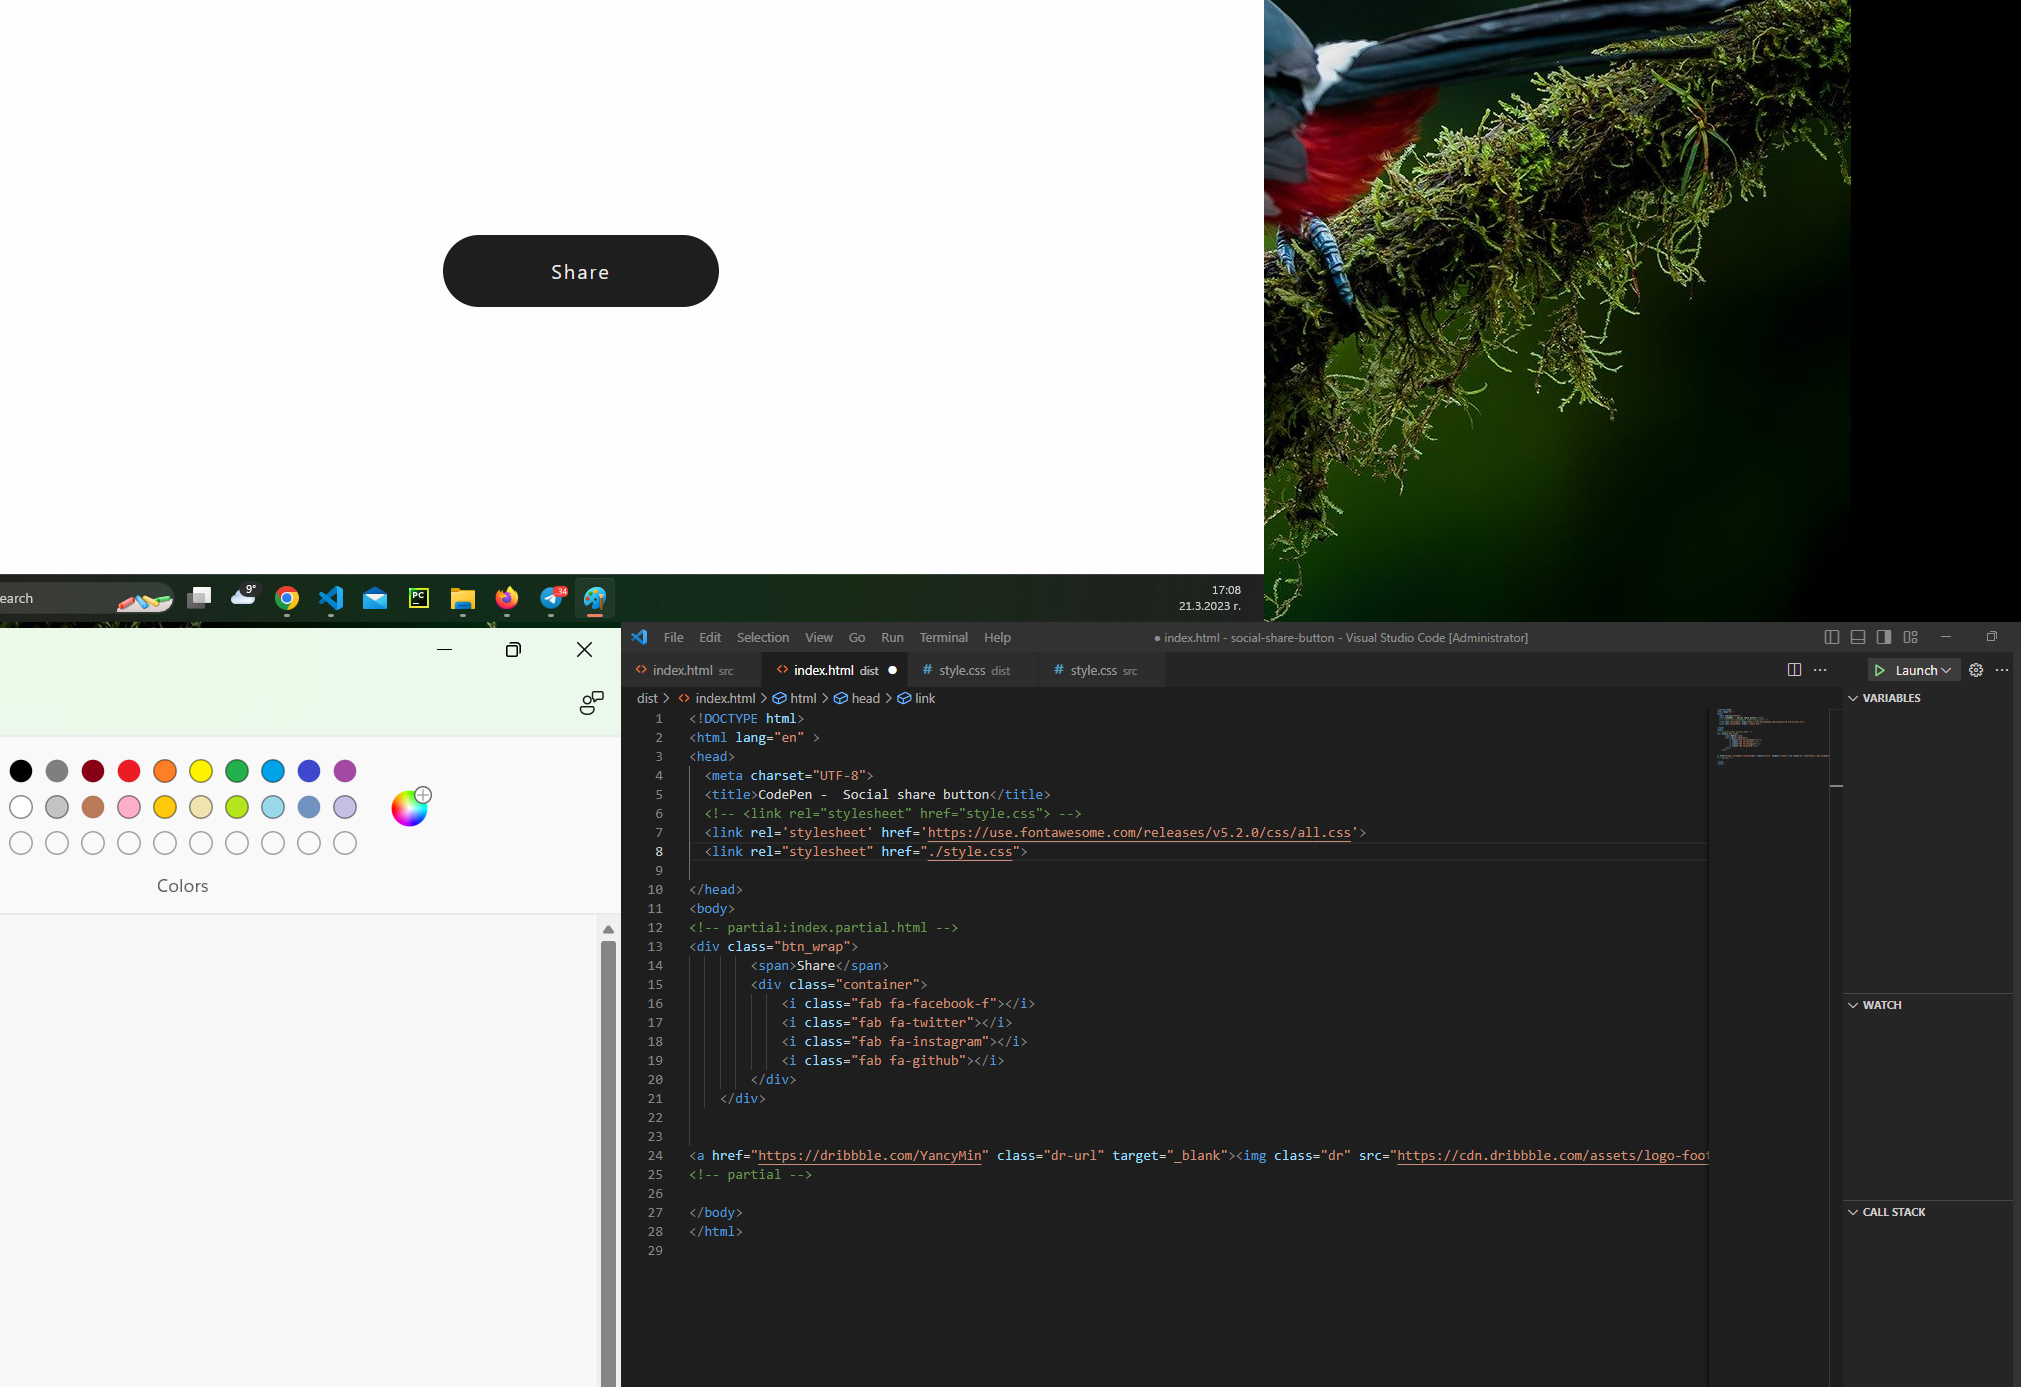 Share
earch
9°
PC
34
17:08
21.3.2023 г.
Colors
File Edit Selection View Go Run Terminal Help
● index.html - social-share-button - Visual Studio Code [Administrator]
index.html src
index.html dist
# style.css dist
# style.css src
Launch
dist > index.html > html > head > link
1 <!DOCTYPE html>
2 <html lang="en" >
3 <head>
4 <meta charset="UTF-8">
5 <title>CodePen -  Social share button</title>
6 <!-- <link rel="stylesheet" href="style.css"> -->
7 <link rel='stylesheet' href='https://use.fontawesome.com/releases/v5.2.0/css/all.css'>
8 <link rel="stylesheet" href="./style.css">
9
10 </head>
11 <body>
12 <!-- partial:index.partial.html -->
13 <div class="btn_wrap">
14 <span>Share</span>
15 <div class="container">
16 <i class="fab fa-facebook-f"></i>
17 <i class="fab fa-twitter"></i>
18 <i class="fab fa-instagram"></i>
19 <i class="fab fa-github"></i>
20 </div>
21 </div>
22
23
24 <a href="https://dribbble.com/YancyMin" class="dr-url" target="_blank"><img class="dr" src="https://cdn.dribbble.com/assets/logo-foot
25 <!-- partial -->
26
27 </body>
28 </html>
29
VARIABLES
WATCH
CALL STACK